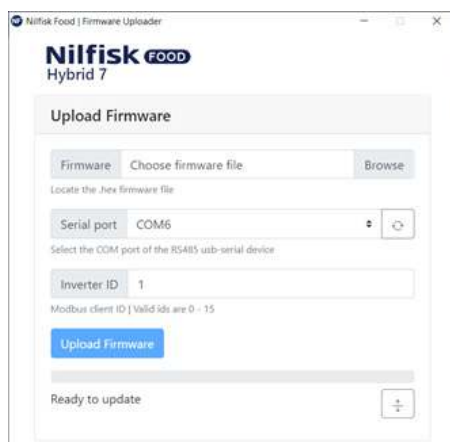 Nilfisk Food | Firmware Uploader
Nilfisk FOOD
Hybrid 7
Upload Firmware
Firmware Choose firmware file Browse
Locate the .hex firmware file
Serial port COM6
Select the COM port of the RS485 usb-serial device
Inverter ID 1
Modbus client ID | Valid ids are 0 - 15
Upload Firmware
Ready to update